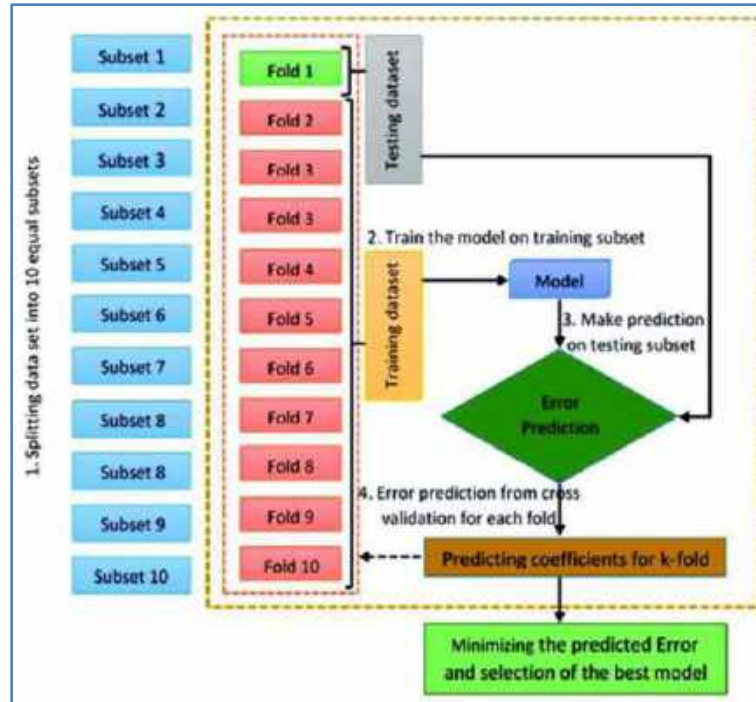 1. Splitting data set into 10 equal subsets
Subset 1
Subset 2
Subset 3
Subset 4
Subset 5
Subset 6
Subset 7
Subset 8
Subset 8
Subset 9
Subset 10
Fold 1
Fold 2
Fold 3
Fold 3
Fold 4
Fold 5
Fold 6
Fold 7
Fold 8
Fold 9
Fold 10
Testing dataset
Training dataset
2. Train the model on training subset
Model
3. Make prediction
on testing subset
Error
Prediction
4. Error prediction from cross
validation for each fold
Predicting coefficients for k-fold
Minimizing the predicted Error
and selection of the best model